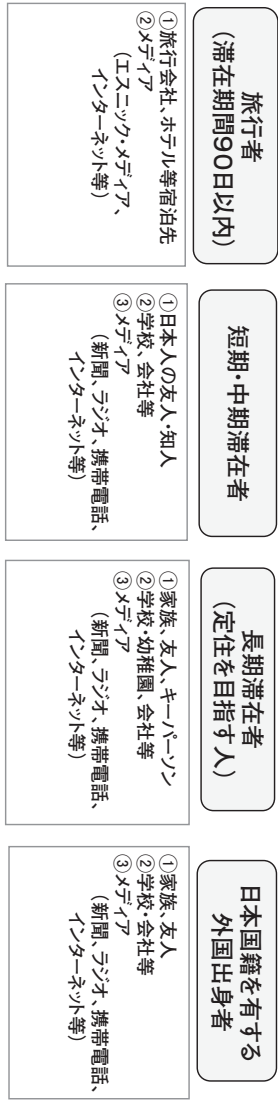 旅行者
(滞在期間90日以内)
①旅行会社、ホテル等宿泊先
②メディア
(エスニック・メディア、
インターネット等)
短期・中期滞在者
①日本人の友人・知人
②学校、会社等
③メディア
(新聞、ラジオ、携帯電話、
インターネット等)
長期滞在者
(定住を目指す人)
①家族、友人、キーパーソン
②学校・幼稚園、会社等
③メディア
(新聞、ラジオ、携帯電話、
インターネット等)
日本国籍を有する
外国出身者
①家族、友人
②学校・会社等
③メディア
(新聞、ラジオ、携帯電話、
インターネット等)